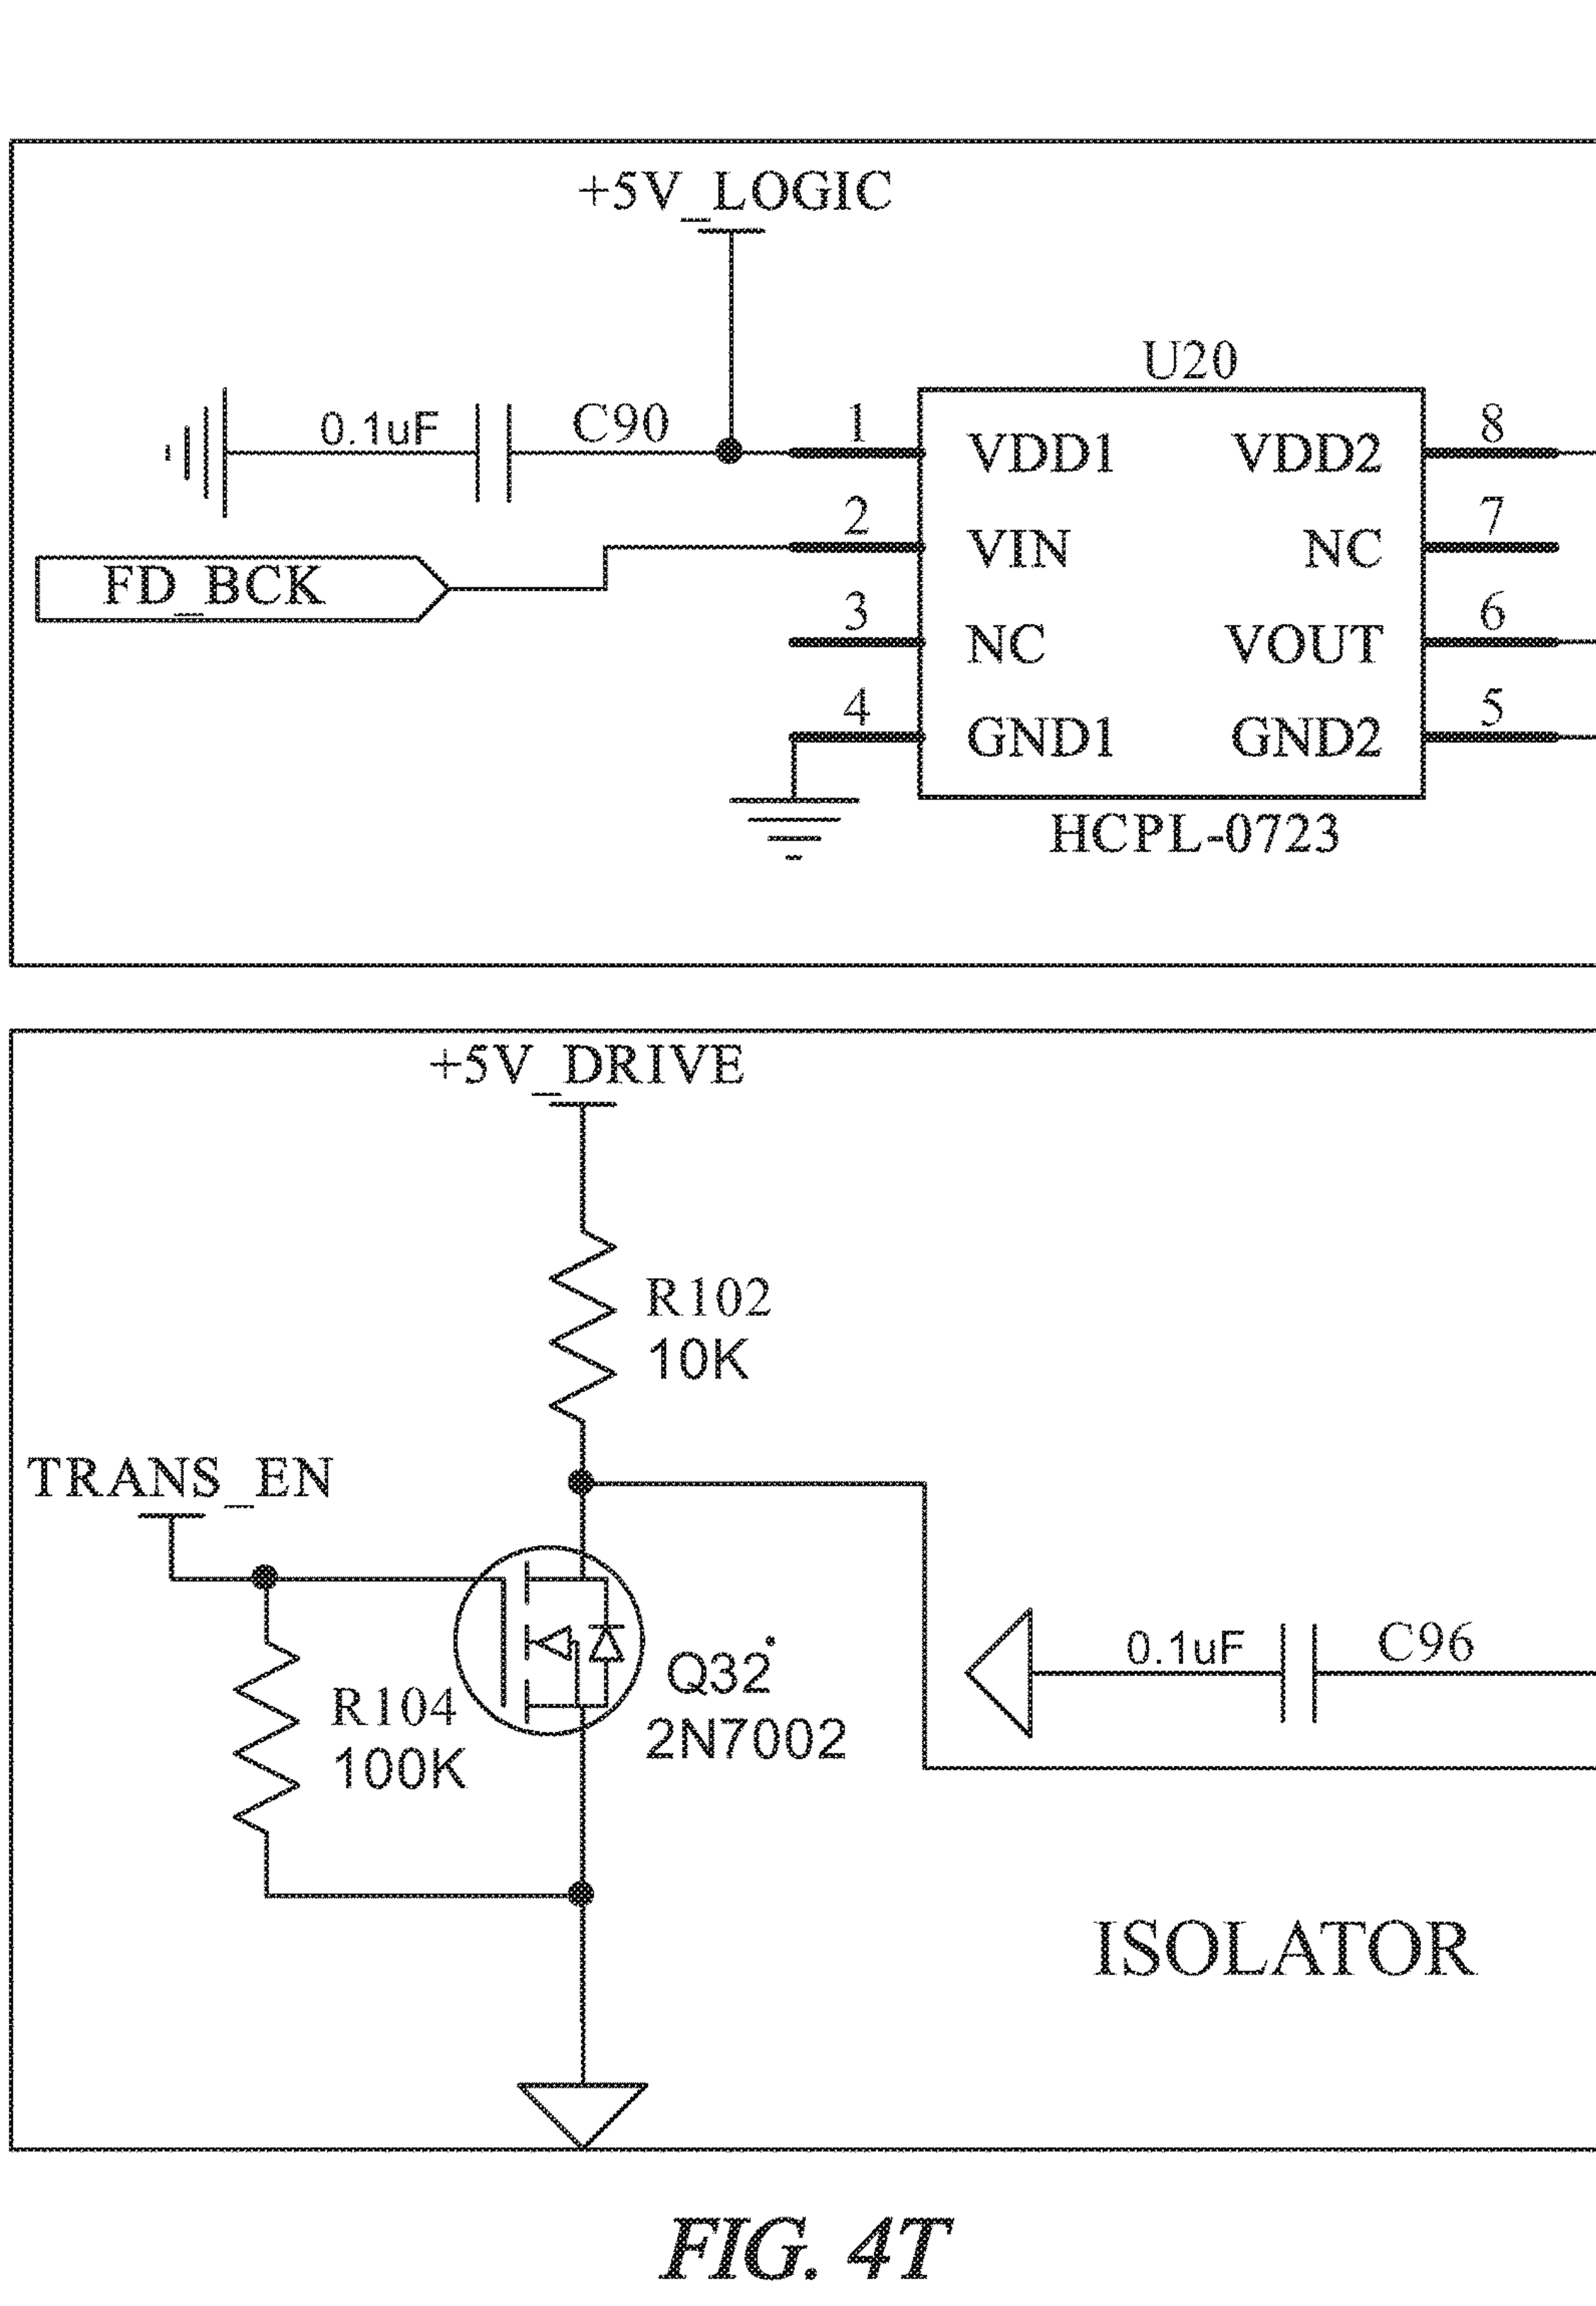 +5V_LOGIC
U20
0.1uF
C90
1
VDD1
VDD2
8
2
VIN
NC
7
FD_BCK
3
NC
VOUT
6
4
GND1
GND2
5
HCPL-0723
+5V_DRIVE
R102
10K
TRANS_EN
0.1uF
C96
Q32
2N7002
R104
100K
ISOLATOR
FIG. 4T